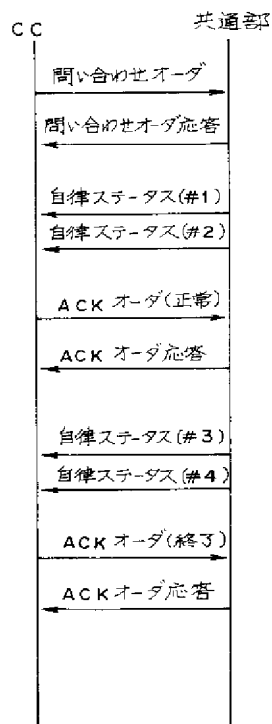 CC
共通部
問い合わせオーダ
問い合わせオーダ応答
自律ステータス(#1)
自律ステータス(#2)
ACK オーダ(正常)
ACK オーダ応答
自律ステータス(#3)
自律ステータス(#4)
ACK オーダ(終了)
ACK オーダ応答